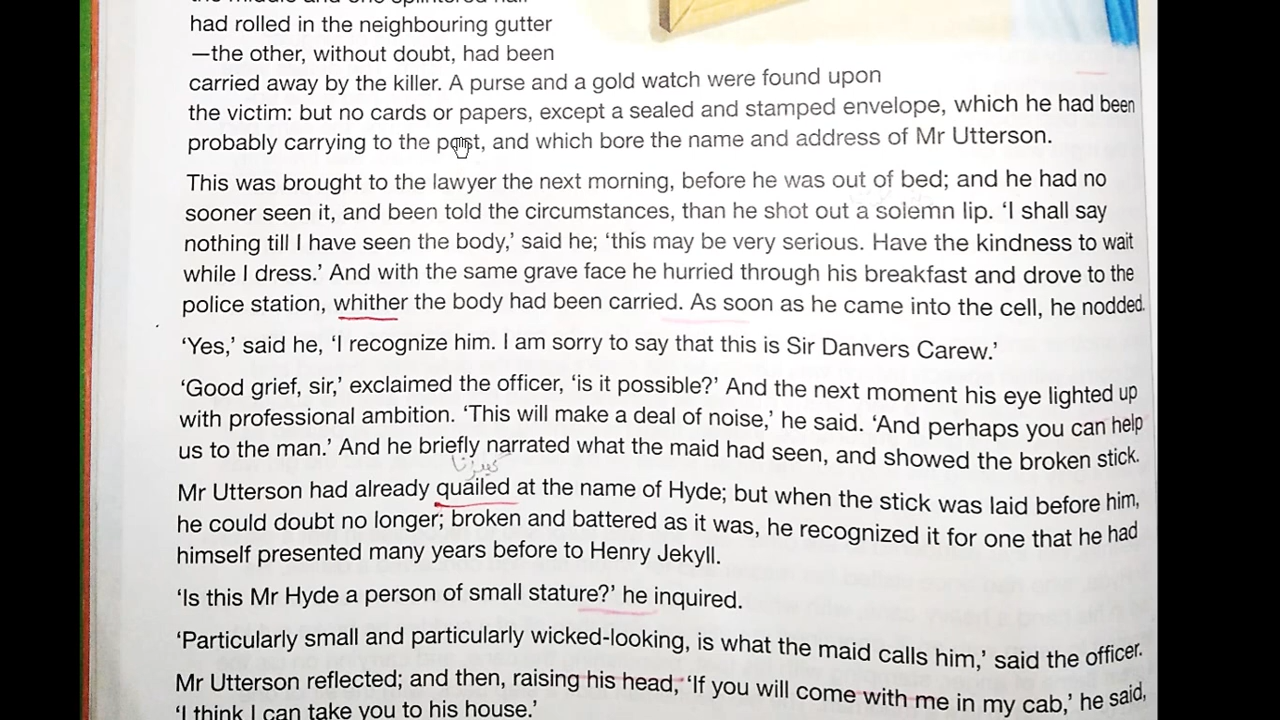 had rolled in the neighbouring gutter
—the other, without doubt, had been
carried away by the killer. A purse and a gold watch were found upon
the victim: but no cards or papers, except a sealed and stamped envelope, which he had been
probably carrying to the post, and which bore the name and address of Mr Utterson.
This was brought to the lawyer the next morning, before he was out of bed; and he had no
sooner seen it, and been told the circumstances, than he shot out a solemn lip. ‘I shall say
nothing till I have seen the body,’ said he; ‘this may be very serious. Have the kindness to wait
while I dress.’ And with the same grave face he hurried through his breakfast and drove to the
police station, whither the body had been carried. As soon as he came into the cell, he nodded.
‘Yes,’ said he, ‘I recognize him. I am sorry to say that this is Sir Danvers Carew.’
‘Good grief, sir,’ exclaimed the officer, ‘is it possible?’ And the next moment his eye lighted up
with professional ambition. ‘This will make a deal of noise,’ he said. ‘And perhaps you can help
us to the man.’ And he briefly narrated what the maid had seen, and showed the broken stick.
Mr Utterson had already quailed at the name of Hyde; but when the stick was laid before him,
he could doubt no longer; broken and battered as it was, he recognized it for one that he had
himself presented many years before to Henry Jekyll.
‘Is this Mr Hyde a person of small stature?’ he inquired.
‘Particularly small and particularly wicked-looking, is what the maid calls him,’ said the officer.
Mr Utterson reflected; and then, raising his head, ‘If you will come with me in my cab,’ he said,
‘I think I can take you to his house.’